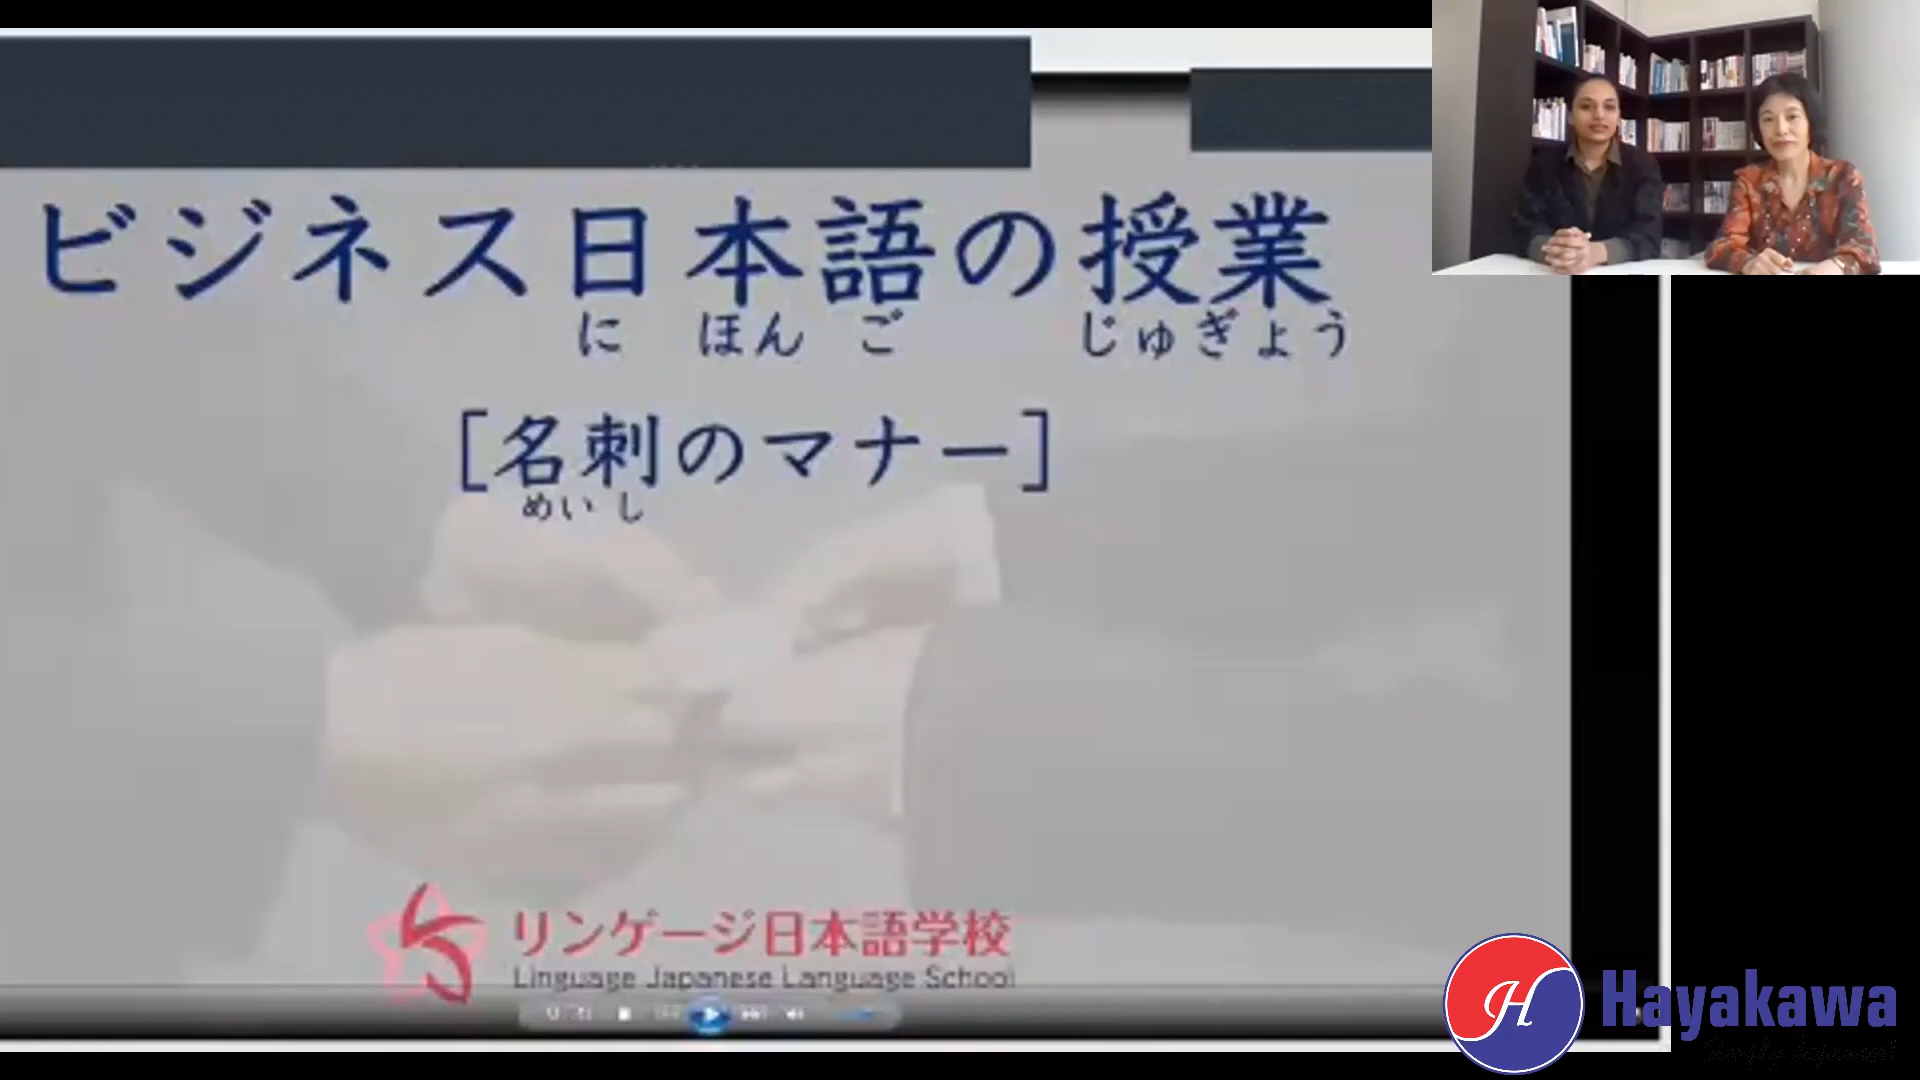 ビジネス日本語の授業
に ほん ご じゅぎょう
[名刺のマナー]
めい し
リンゲージ日本語学校
Linguage Japanese Language School
H
Hayakawa